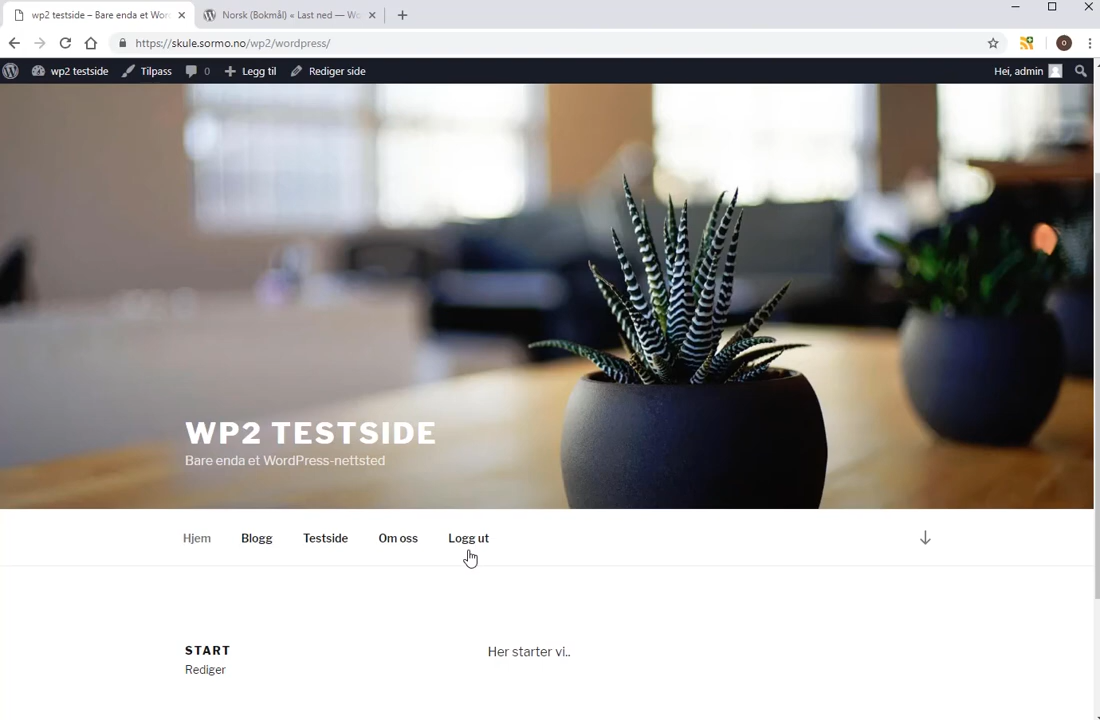 wp2 testside – Bare enda et Wor
Norsk (Bokmål) « Last ned — Wo
https://skule.sormo.no/wp2/wordpress/
wp2 testside
Tilpass
0
Legg til
Rediger side
Hei, admin
WP2 TESTSIDE
Bare enda et WordPress-nettsted
Hjem
Blogg
Testside
Om oss
Logg ut
START
Her starter vi..
Rediger